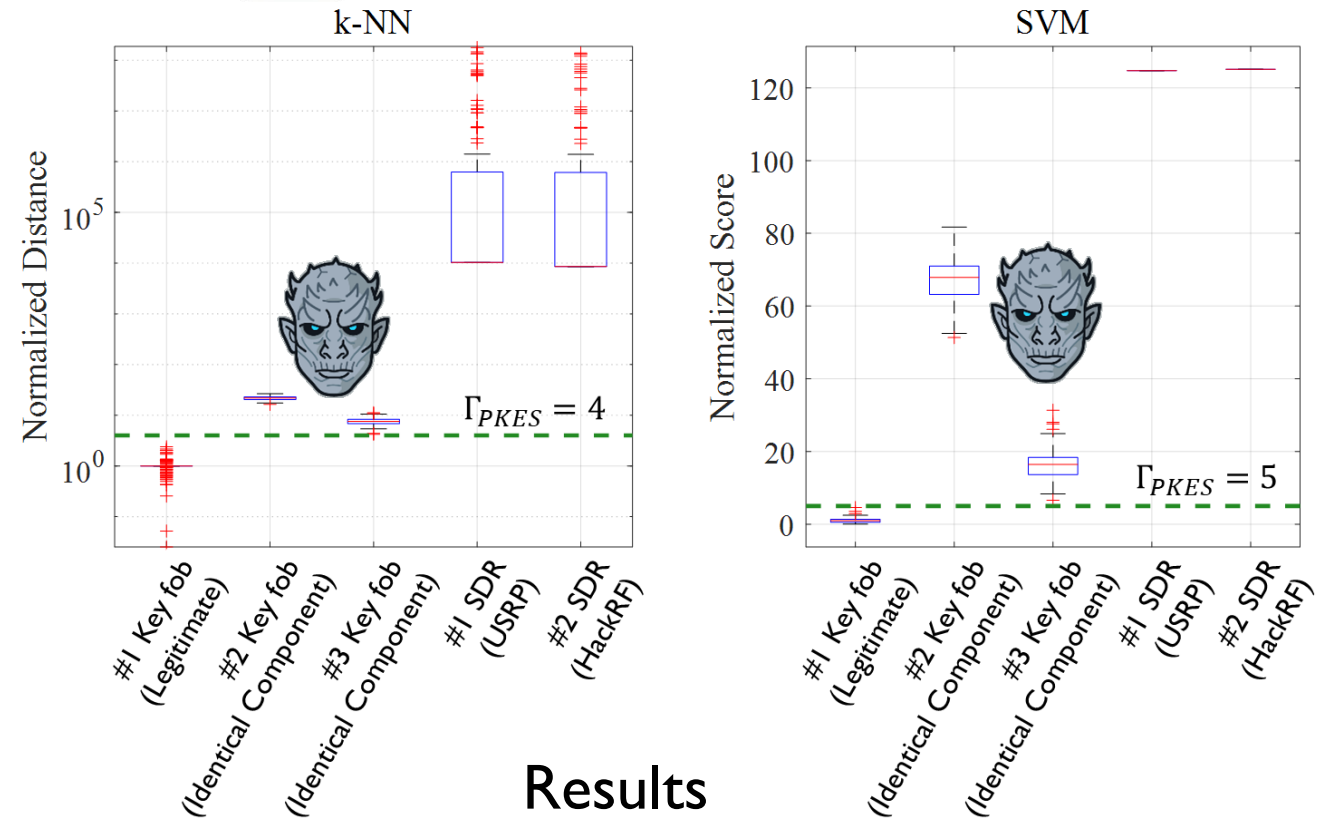 k-NN
Normalized Distance
10^5
10^0
Γ_PKES = 4
#1 Key fob
(Legitimate)
#2 Key fob
(Identical Component)
#3 Key fob
(Identical Component)
#1 SDR
(USRP)
#2 SDR
(HackRF)
SVM
Normalized Score
120
100
80
60
40
20
0
Γ_PKES = 5
#1 Key fob
(Legitimate)
#2 Key fob
(Identical Component)
#3 Key fob
(Identical Component)
#1 SDR
(USRP)
#2 SDR
(HackRF)
Results